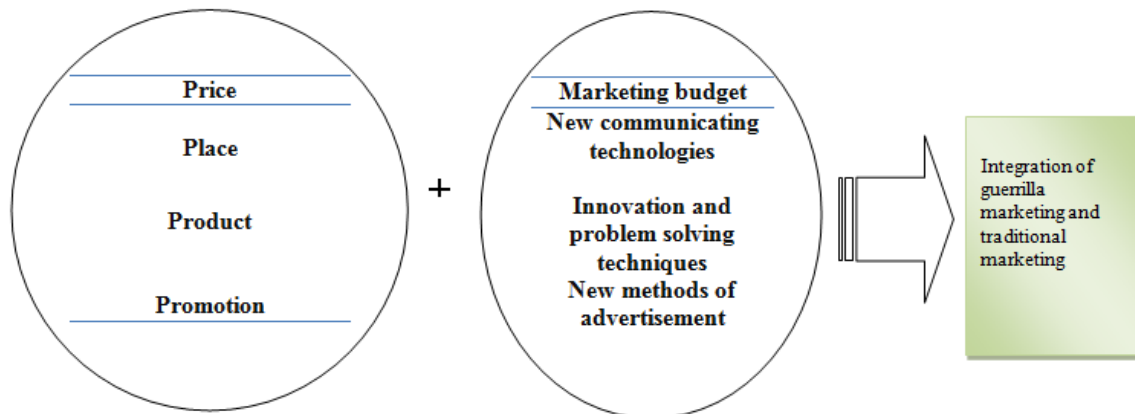 Price
Place
Product
Promotion
+
Marketing budget
New communicating
technologies
Innovation and
problem solving
techniques
New methods of
advertisement
Integration of
guerrilla
marketing and
traditional
marketing